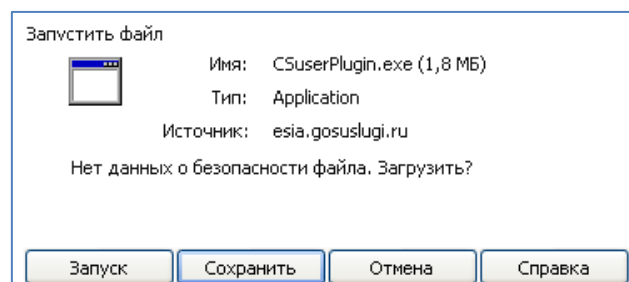 Запустить файл
Имя: CSuserPlugin.exe (1,8 МБ)
Тип: Application
Источник: esia.gosuslugi.ru
Нет данных о безопасности файла. Загрузить?
Запуск Сохранить Отмена Справка